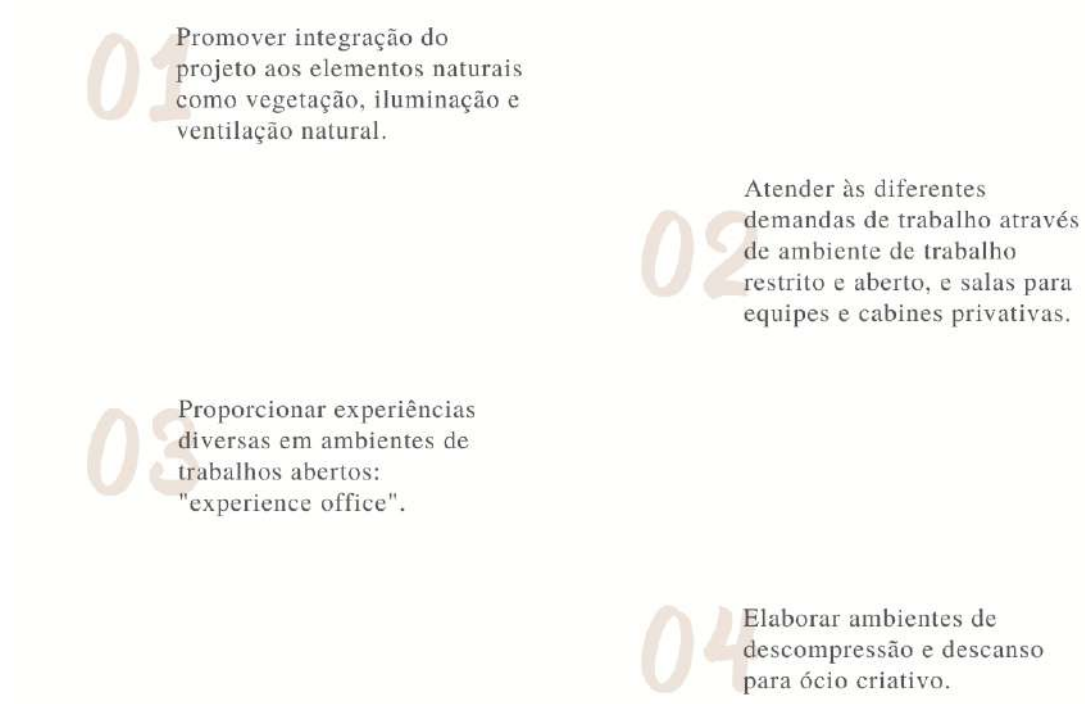 01
Promover integração do
projeto aos elementos naturais
como vegetação, iluminação e
ventilação natural.
02
Atender às diferentes
demandas de trabalho através
de ambiente de trabalho
restrito e aberto, e salas para
equipes e cabines privativas.
03
Proporcionar experiências
diversas em ambientes de
trabalhos abertos:
"experience office".
04
Elaborar ambientes de
descompressão e descanso
para ócio criativo.